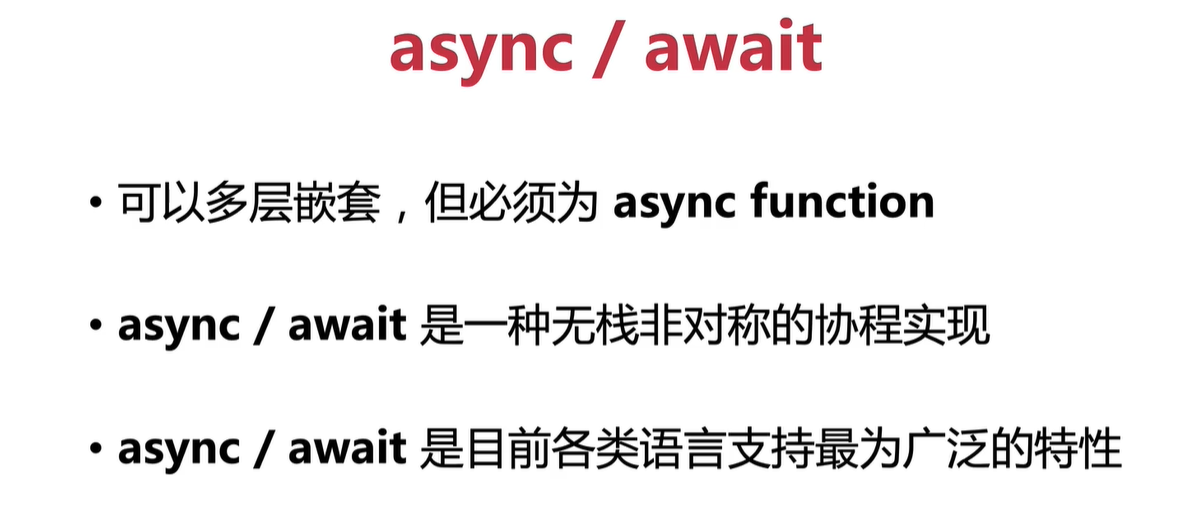 async / await
• 可以多层嵌套，但必须为 async function
• async / await 是一种无栈非对称的协程实现
• async / await 是目前各类语言支持最为广泛的特性